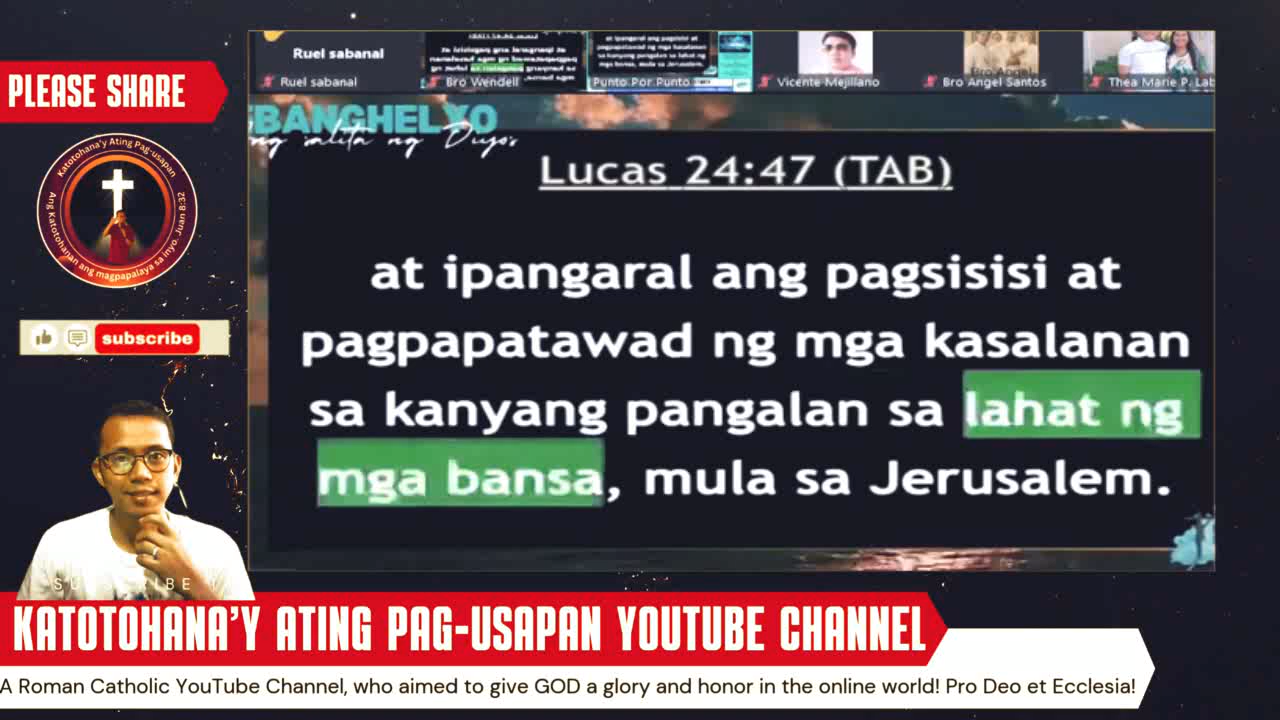 PLEASE SHARE
Katotohana'y Ating Pag-usapan
Ang Katotohanan ang magpapalaya sa inyo. Juan 8:32
subscribe
Ruel sabanal
Ruel sabanal
Bro Wendell
Punto Por Punto
Vicente Mejillano
Bro Angel Santos
Thea Marie P. Lab
EBANGHELYO
ng salita ng Diyos
Lucas 24:47 (TAB)
at ipangaral ang pagsisisi at
pagpapatawad ng mga kasalanan
sa kanyang pangalan sa lahat ng
mga bansa, mula sa Jerusalem.
KATOTOHANA'Y ATING PAG-USAPAN YOUTUBE CHANNEL
A Roman Catholic YouTube Channel, who aimed to give GOD a glory and honor in the online world! Pro Deo et Ecclesia!